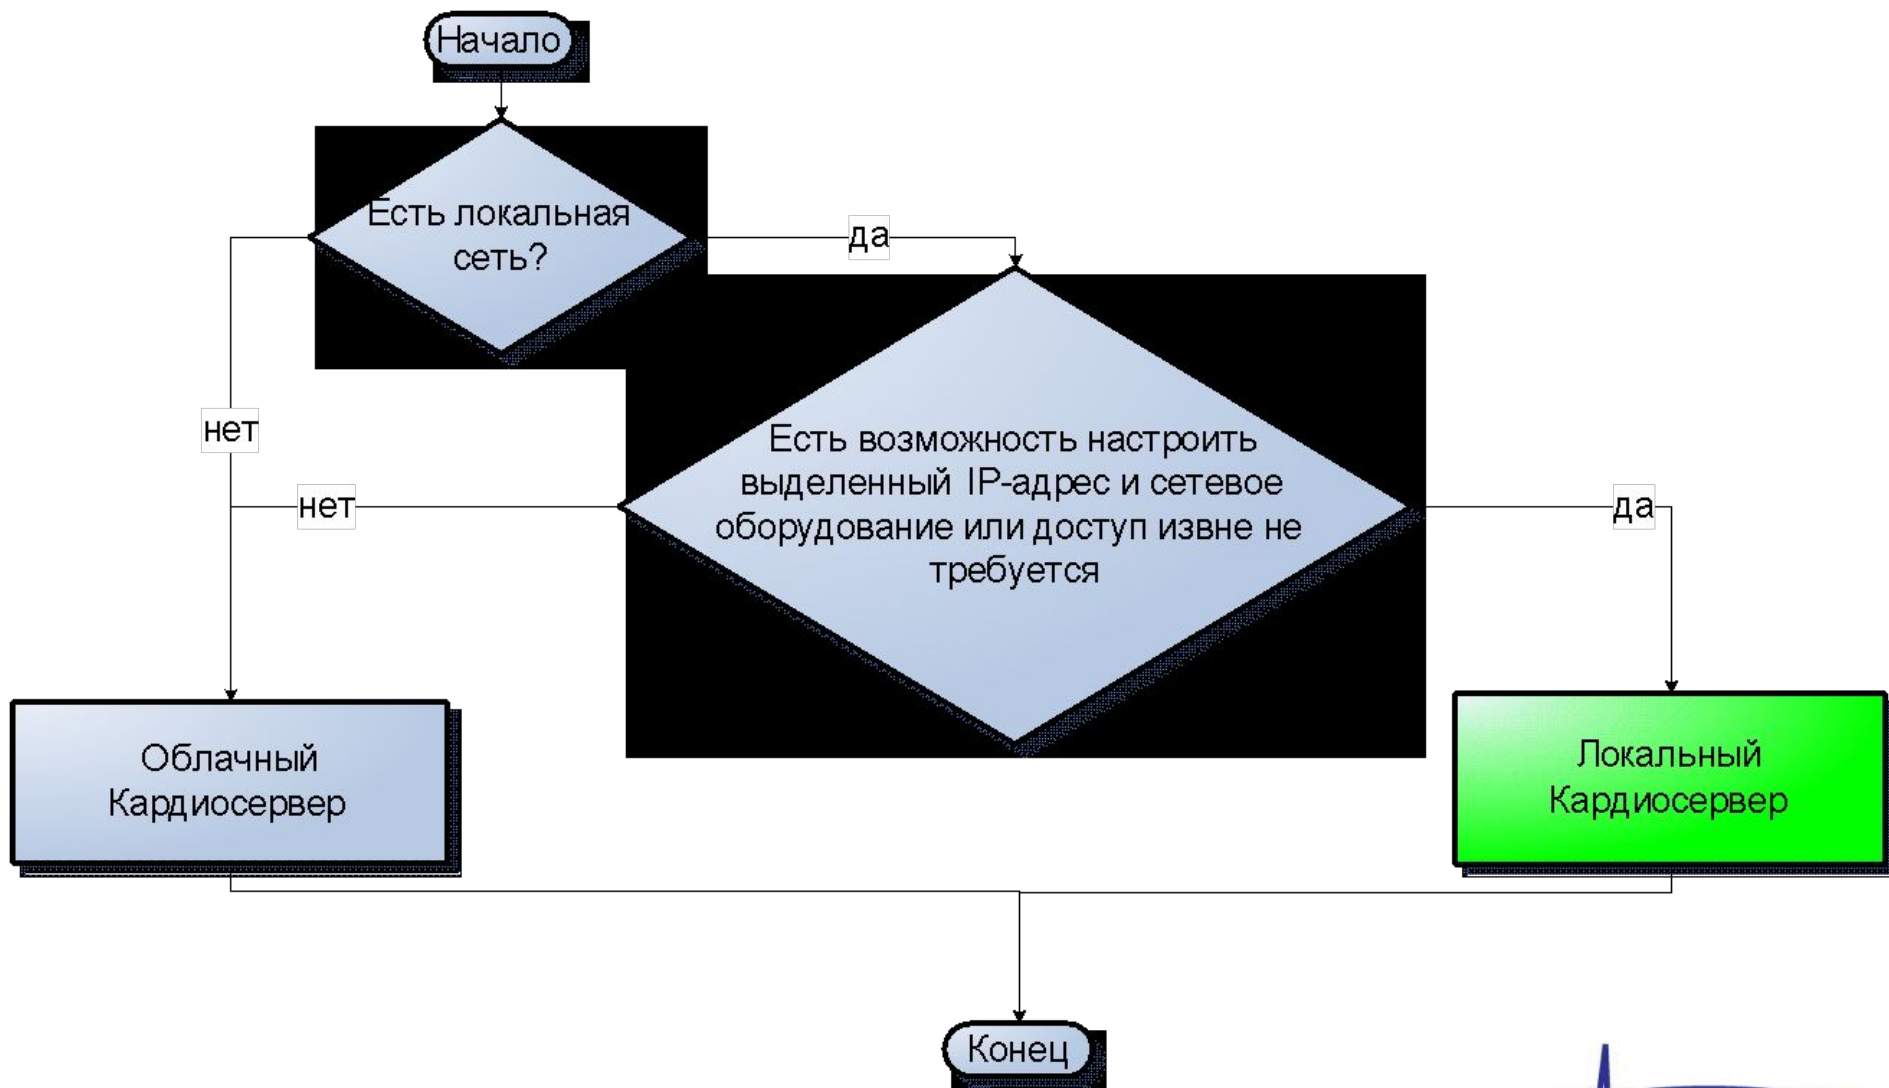 Начало
Есть локальная
сеть?
да
нет
Есть возможность настроить
выделенный IP-адрес и сетевое
оборудование или доступ извне не
требуется
нет
да
Облачный
Кардиосервер
Локальный
Кардиосервер
Конец